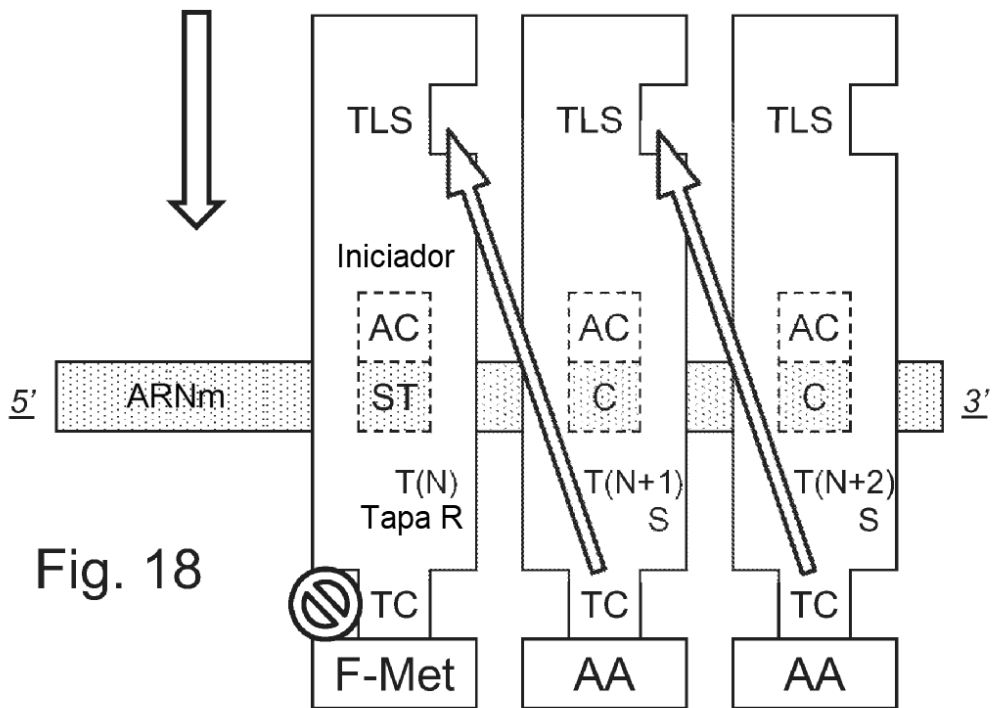 TLS TLS TLS
Iniciador
AC AC AC
5' ARNm ST C C 3'
T(N) T(N+1) T(N+2)
Tapa R S S
Fig. 18
TC TC TC
F-Met AA AA